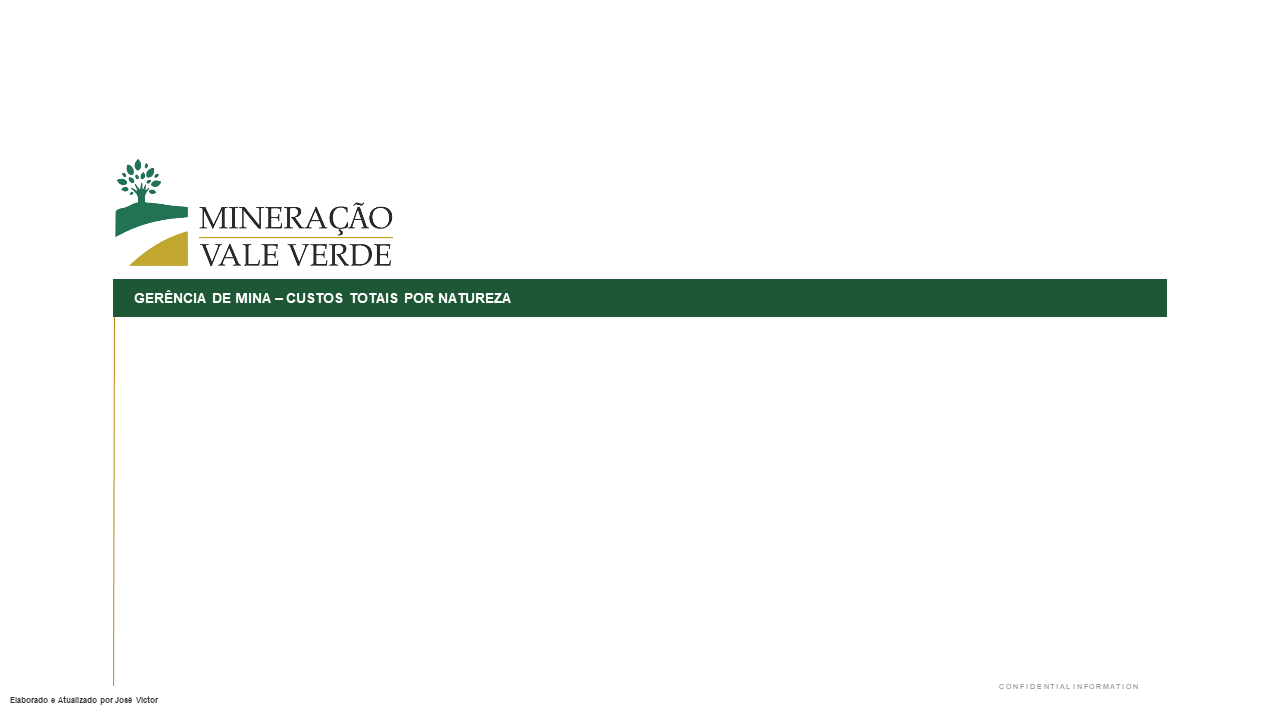 MINERAÇÃO
VALE VERDE
GERÊNCIA DE MINA – CUSTOS TOTAIS POR NATUREZA
CONFIDENTIAL INFORMATION
Elaborado e Atualizado por José Victor